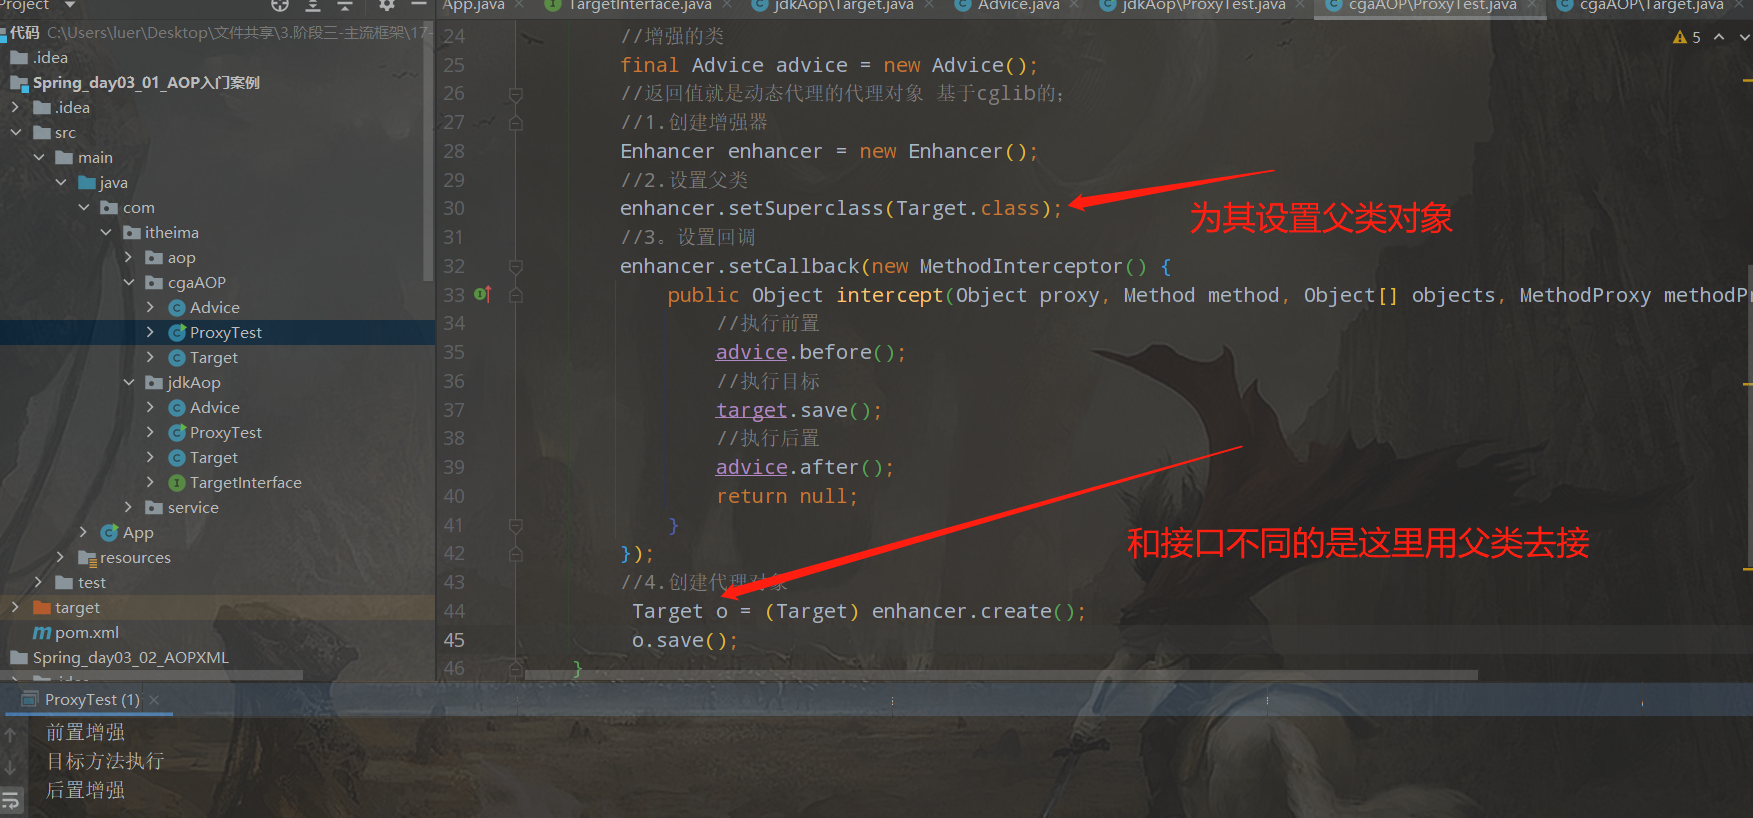 Project
App.java
TargetInterface.java
jdkAop\Target.java
Advice.java
jdkAop\ProxyTest.java
cgaAOP\ProxyTest.java
cgaAOP\Target.java
代码 C:\Users\luer\Desktop\文件共享\3.阶段三-主流框架\17-
.idea
Spring_day03_01_AOP入门案例
.idea
src
main
java
com
itheima
aop
cgaAOP
Advice
ProxyTest
Target
jdkAop
Advice
ProxyTest
Target
TargetInterface
service
App
resources
test
target
pom.xml
Spring_day03_02_AOPXML
5
24 //增强的类
25 final Advice advice = new Advice();
26 //返回值就是动态代理的代理对象 基于cglib的;
27 //1.创建增强器
28 Enhancer enhancer = new Enhancer();
29 //2.设置父类
30 enhancer.setSuperclass(Target.class);
为其设置父类对象
31 //3。设置回调
32 enhancer.setCallback(new MethodInterceptor() {
33 public Object intercept(Object proxy, Method method, Object[] objects, MethodProxy methodPr
34 //执行前置
35 advice.before();
36 //执行目标
37 target.save();
38 //执行后置
39 advice.after();
40 return null;
41 }
和接口不同的是这里用父类去接
42 });
43 //4.创建代理对象
44 Target o = (Target) enhancer.create();
45 o.save();
46 }
ProxyTest (1)
前置增强
目标方法执行
后置增强